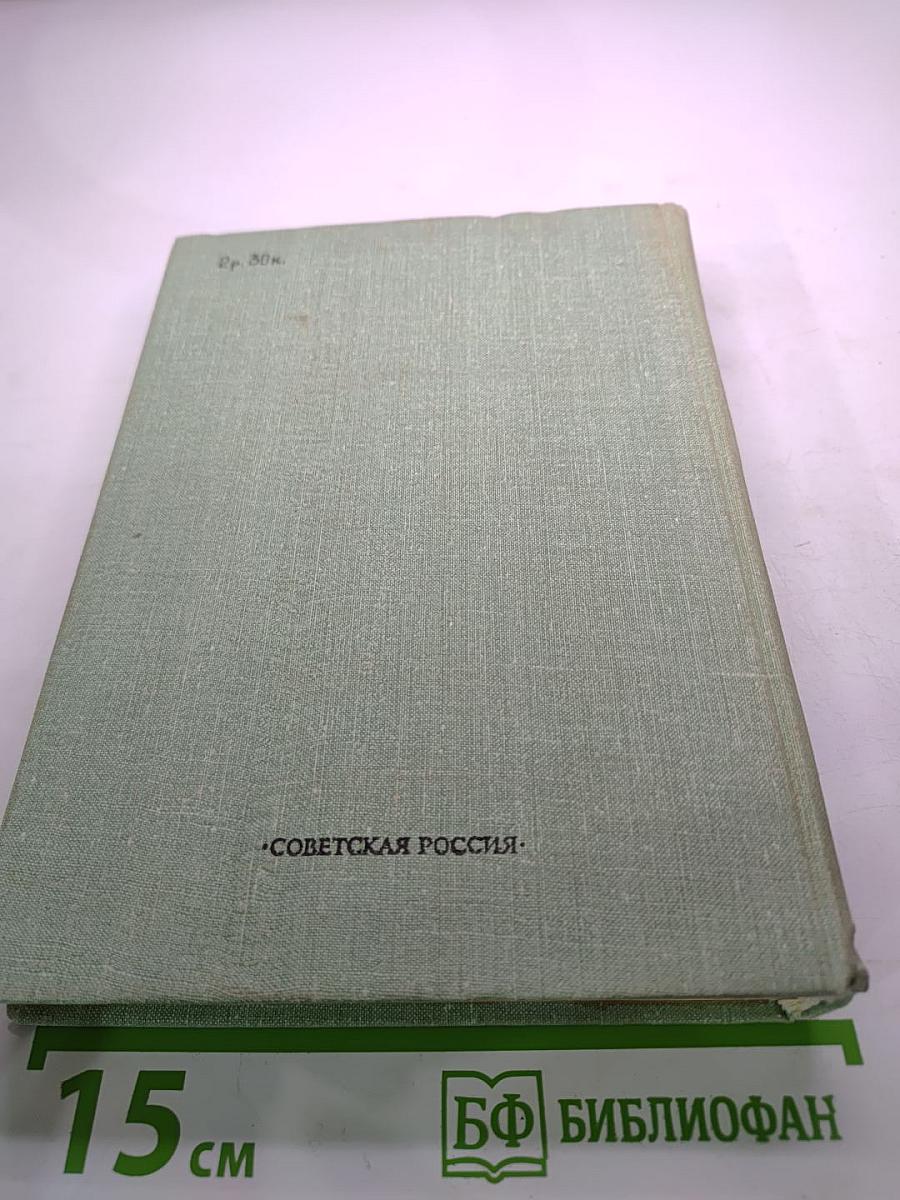 2р. 30к.
·СОВЕТСКАЯ РОССИЯ·
15 см
БФ БИБЛИОФАН